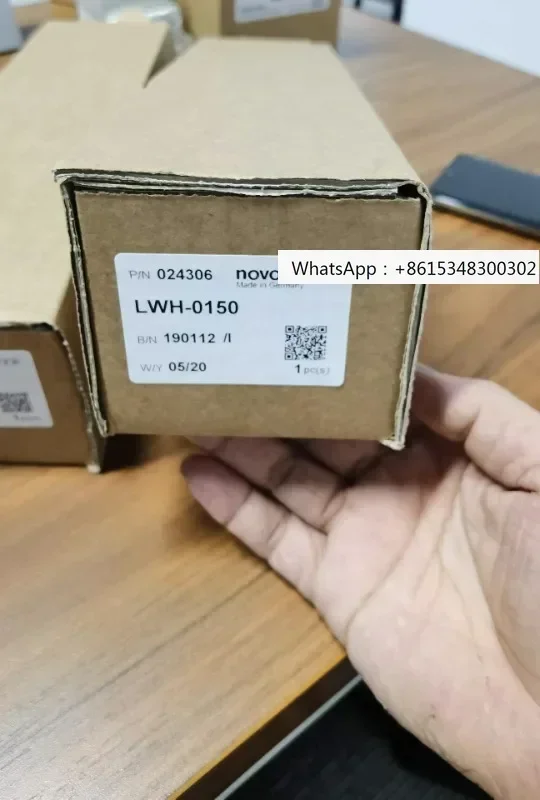 P/N 024306 novo
WhatsApp：+8615348300302
Made in Germany
LWH-0150
B/N 190112 /I
W/Y 05/20
1 pc(s)